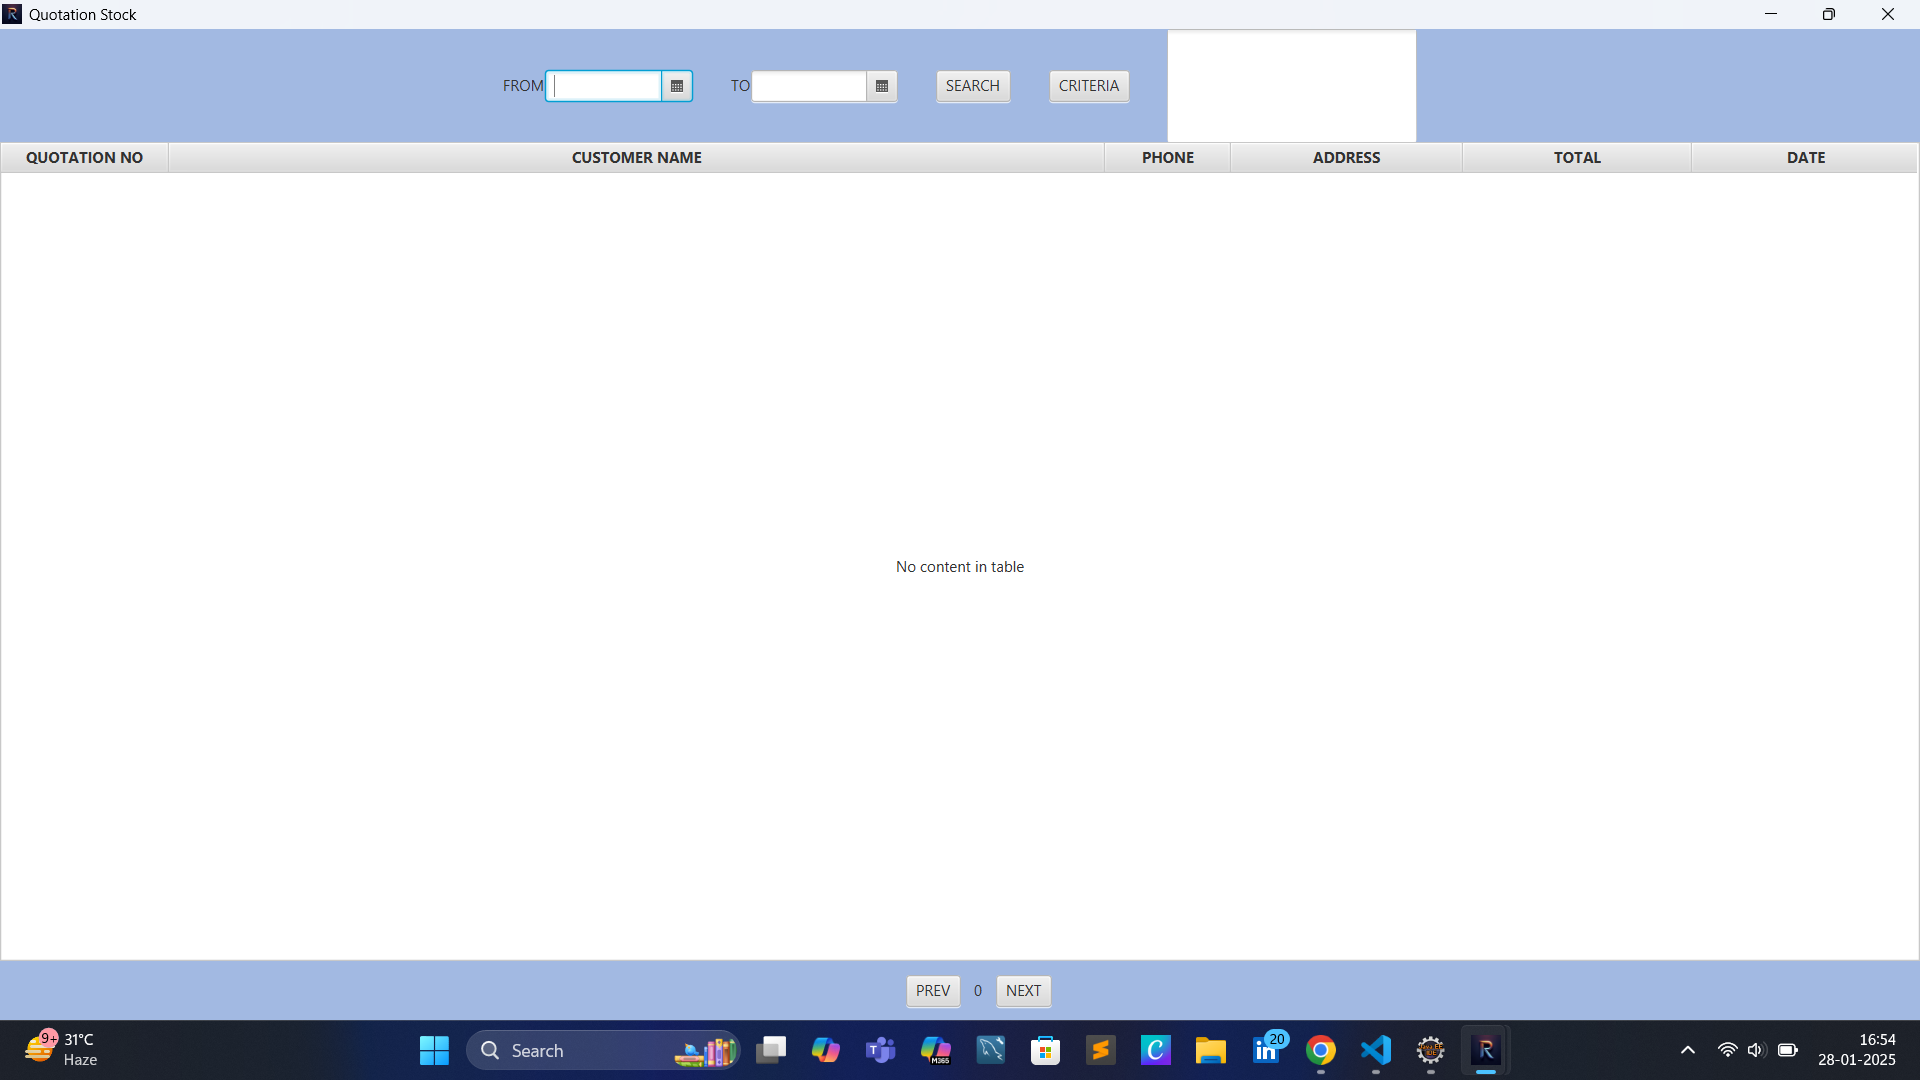 Quotation Stock
FROM TO SEARCH CRITERIA
QUOTATION NO CUSTOMER NAME PHONE ADDRESS TOTAL DATE
No content in table
PREV 0 NEXT
9+ 31°C
Haze
Search
M365
20
16:54
28-01-2025